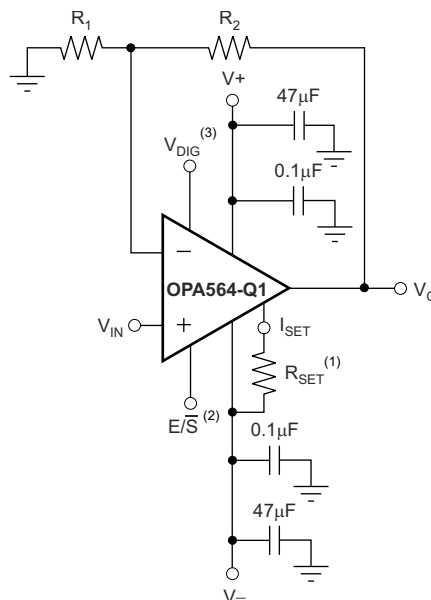 R1 R2
V+
47μF
VDIG (3)
0.1μF
−
OPA564-Q1
VIN
+
VO
ISET
RSET (1)
E/S̅ (2)
0.1μF
47μF
V−